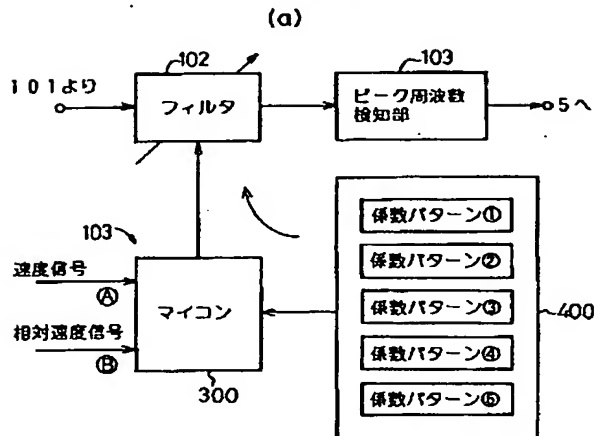 (a)
102
103
101より
フィルタ
ピーク周波数
検知部
5へ
103
速度信号
Ⓐ
マイコン
相対速度信号
Ⓑ
300
係数パターン①
係数パターン②
係数パターン③
係数パターン④
係数パターン⑤
400